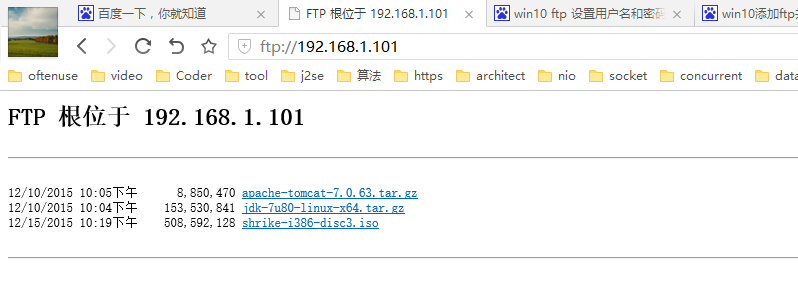 百度一下，你就知道
FTP 根位于 192.168.1.101
win10 ftp 设置用户名和密码
win10添加ftp
ftp://192.168.1.101
oftenuse video Coder tool j2se 算法 https architect nio socket concurrent data
FTP 根位于 192.168.1.101
12/10/2015 10:05下午 8,850,470 apache-tomcat-7.0.63.tar.gz
12/10/2015 10:04下午 153,530,841 jdk-7u80-linux-x64.tar.gz
12/15/2015 10:19下午 508,592,128 shrike-i386-disc3.iso